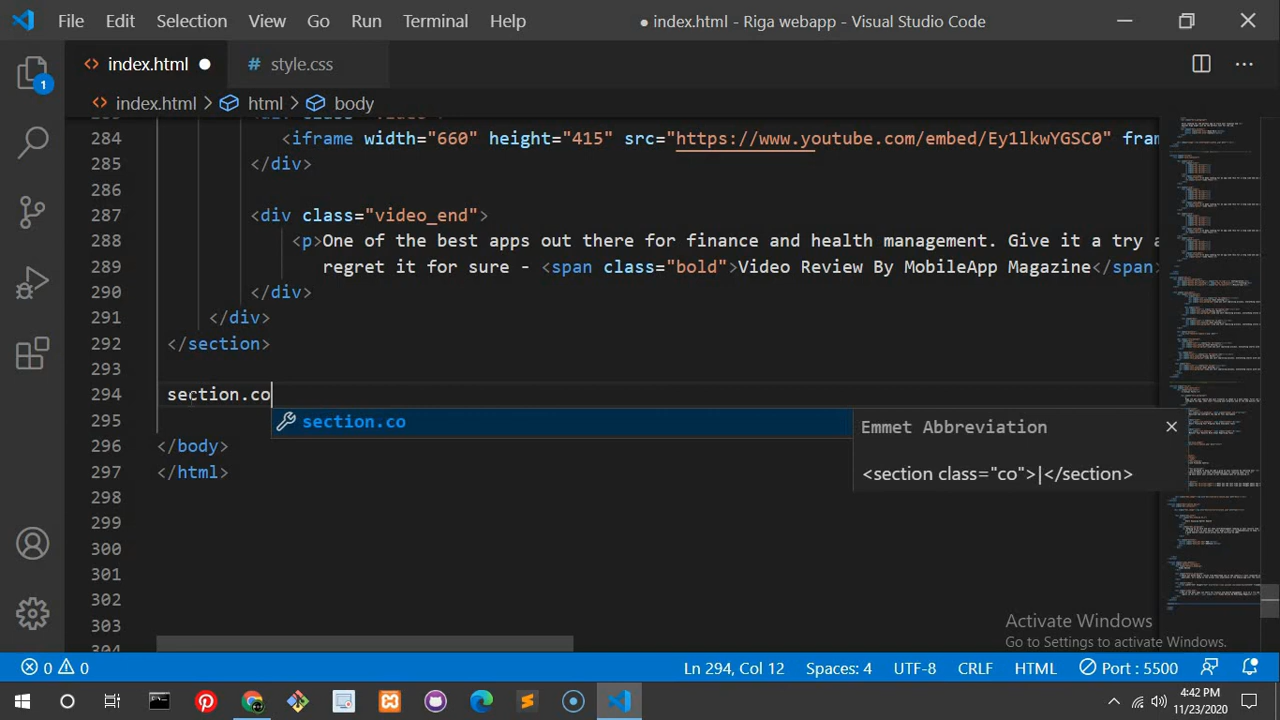 File Edit Selection View Go Run Terminal Help
● index.html - Riga webapp - Visual Studio Code
index.html
style.css
index.html > html > body
284 <iframe width="660" height="415" src="https://www.youtube.com/embed/Ey1lkwYGSC0" fram
285 </div>
286
287 <div class="video_end">
288 <p>One of the best apps out there for finance and health management. Give it a try a
289 regret it for sure - <span class="bold">Video Review By MobileApp Magazine</span>
290 </div>
291 </div>
292 </section>
293
294 section.co
section.co
Emmet Abbreviation
<section class="co">|</section>
295
296 </body>
297 </html>
298
299
300
301
302
303
Activate Windows
Go to Settings to activate Windows.
0 0
Ln 294, Col 12 Spaces: 4 UTF-8 CRLF HTML Port : 5500
1
4:42 PM
11/23/2020